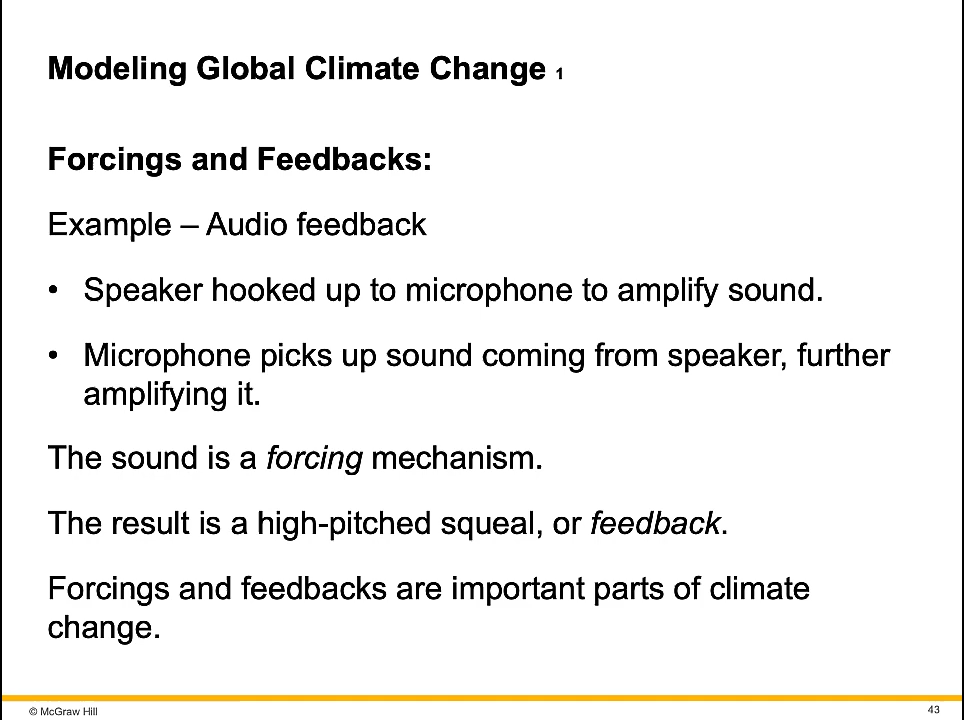 Modeling Global Climate Change 1
Forcings and Feedbacks:
Example – Audio feedback
• Speaker hooked up to microphone to amplify sound.
• Microphone picks up sound coming from speaker, further
amplifying it.
The sound is a forcing mechanism.
The result is a high-pitched squeal, or feedback.
Forcings and feedbacks are important parts of climate
change.
© McGraw Hill
43